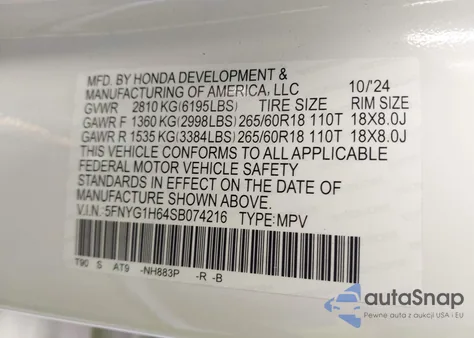 MFD. BY HONDA DEVELOPMENT &
MANUFACTURING OF AMERICA, LLC 10/'24
GVWR 2810 KG(6195LBS) TIRE SIZE RIM SIZE
GAWR F 1360 KG(2998LBS) 265/60R18 110T 18X8.0J
GAWR R 1535 KG(3384LBS) 265/60R18 110T 18X8.0J
THIS VEHICLE CONFORMS TO ALL APPLICABLE
FEDERAL MOTOR VEHICLE SAFETY
STANDARDS IN EFFECT ON THE DATE OF
MANUFACTURE SHOWN ABOVE.
V.I.N.:5FNYG1H64SB074216 TYPE:MPV
T90 S AT9 -NH883P -R -B
autoSnap
Pewne auta z aukcji USA i EU